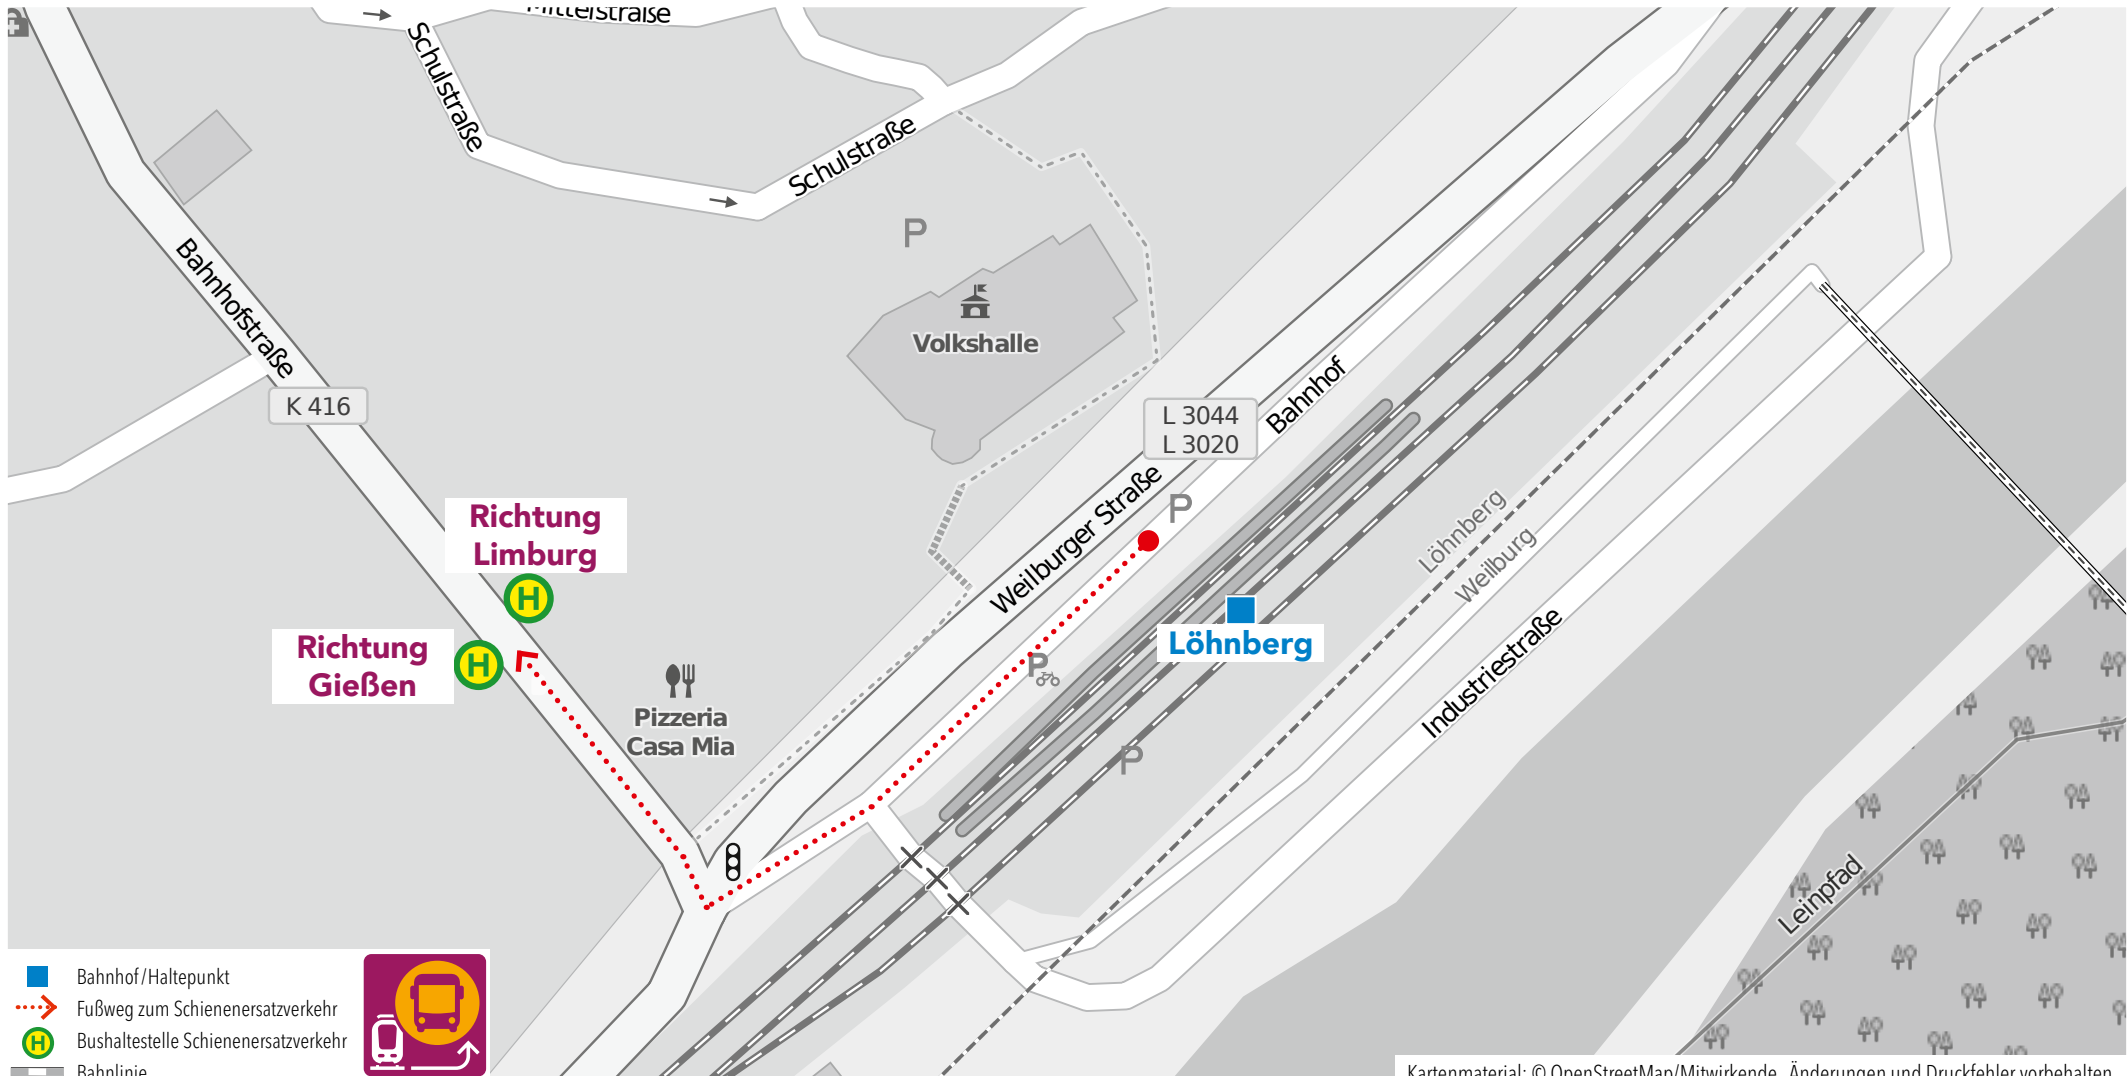 Mittelstraße
Schulstraße
Schulstraße
P
Bahnhofstraße
Volkshalle
K 416
L 3044
L 3020
Bahnhof
Weilburger Straße
P
Richtung
Limburg
H
Richtung
Gießen
H
Löhnberg
Weilburg
Löhnberg
P
Pizzeria
Casa Mia
P
Industriestraße
Leinpfad
Bahnhof/Haltepunkt
Fußweg zum Schienenersatzverkehr
H
Bushaltestelle Schienenersatzverkehr
Bahnlinie
Kartenmaterial: © OpenStreetMap/Mitwirkende, Änderungen und Druckfehler vorbehalten